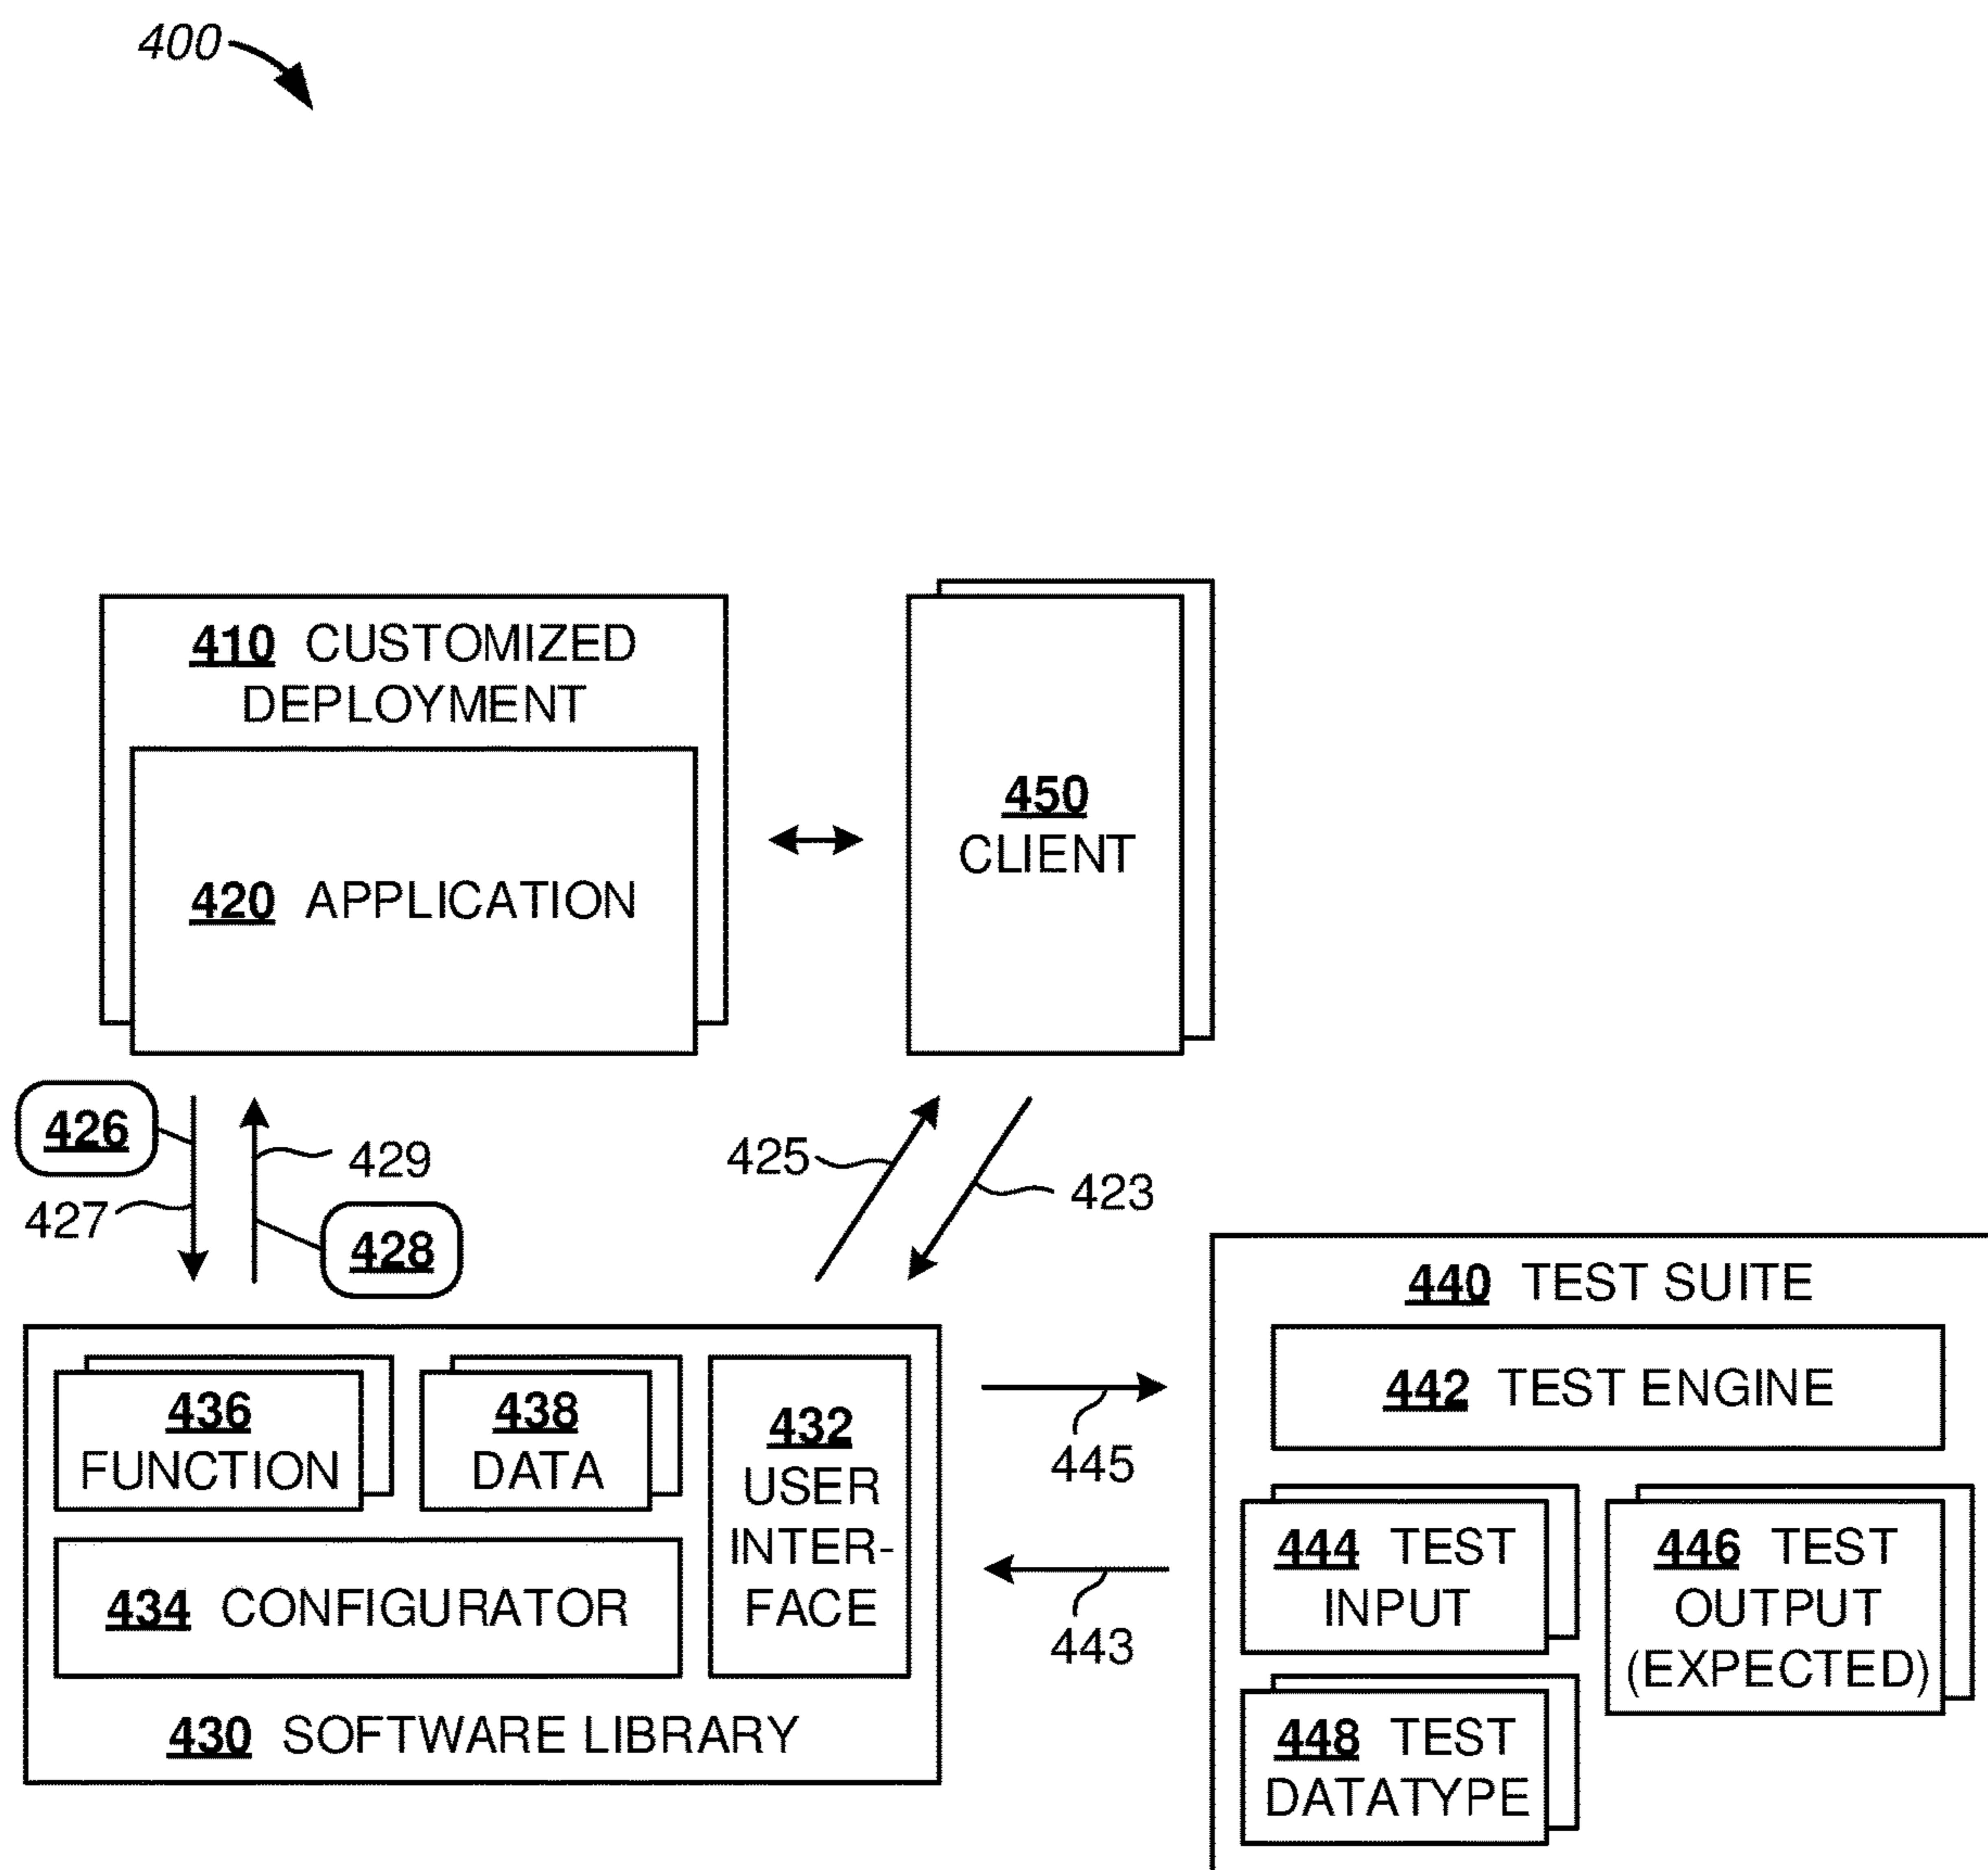 400
410 CUSTOMIZED
DEPLOYMENT
420 APPLICATION
450
CLIENT
426
427
429
428
425
423
436
FUNCTION
438
DATA
432
USER
INTER-
FACE
434 CONFIGURATOR
430 SOFTWARE LIBRARY
445
443
440 TEST SUITE
442 TEST ENGINE
444 TEST
INPUT
446 TEST
OUTPUT
(EXPECTED)
448 TEST
DATATYPE